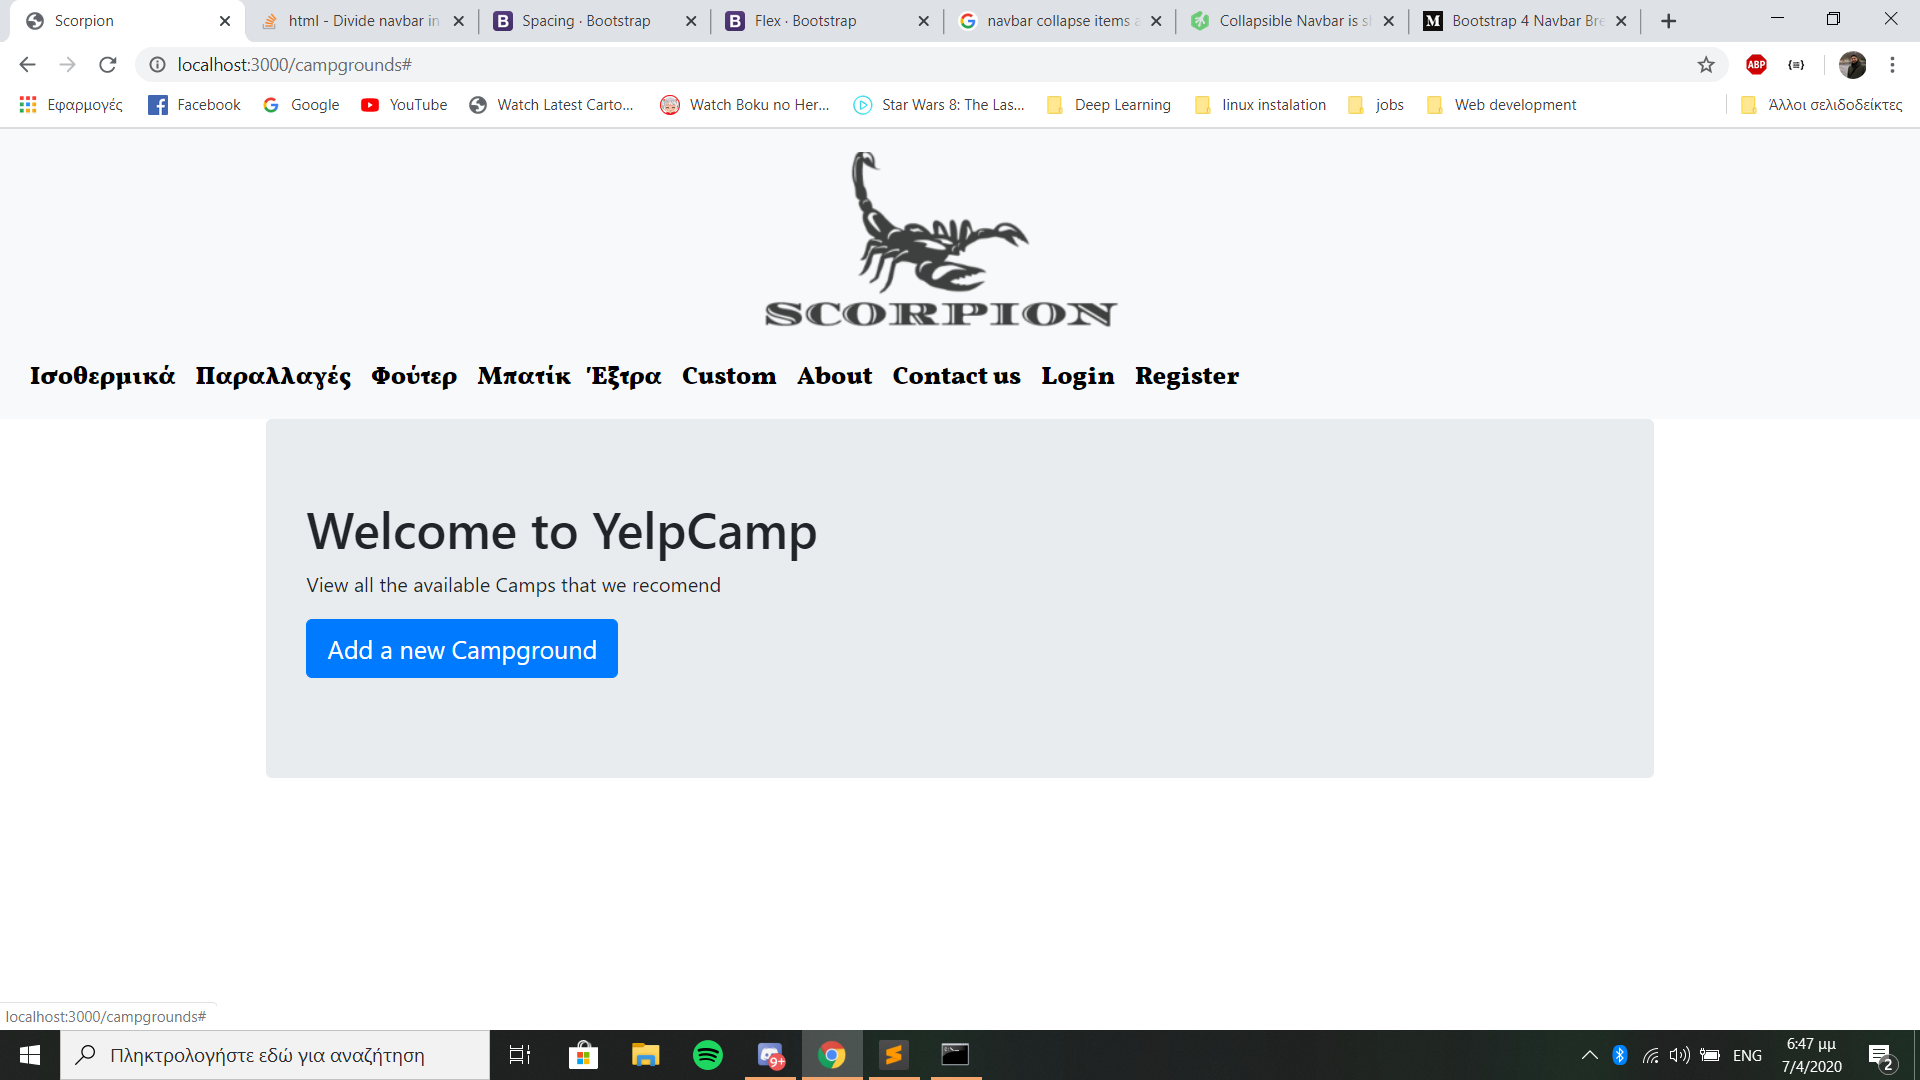 Scorpion
html - Divide navbar in
Spacing · Bootstrap
Flex · Bootstrap
navbar collapse items a
Collapsible Navbar is sl
Bootstrap 4 Navbar Bre
localhost:3000/campgrounds#
ABP
Εφαρμογές
Facebook
Google
YouTube
Watch Latest Carto...
Watch Boku no Her...
Star Wars 8: The Las...
Deep Learning
linux instalation
jobs
Web development
Άλλοι σελιδοδείκτες
SCORPION
Ισοθερμικά Παραλλαγές Φούτερ Μπατίκ Έξτρα Custom About Contact us Login Register
Welcome to YelpCamp
View all the available Camps that we recomend
Add a new Campground
localhost:3000/campgrounds#
Πληκτρολογήστε εδώ για αναζήτηση
9+
ENG
6:47 μμ
7/4/2020
2